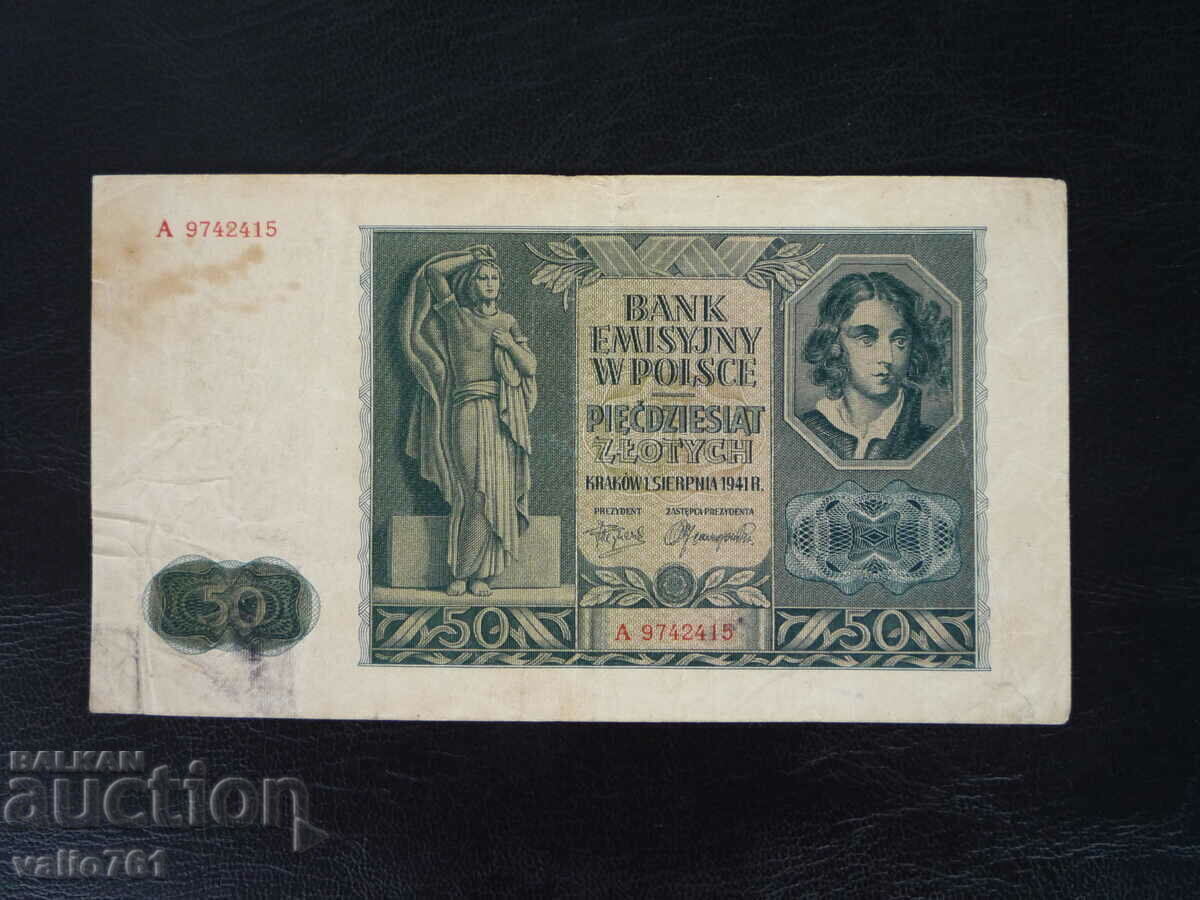 A 9742415
BANK
EMISYJNY
W POLSCE
PIĘĆDZIESIĄT
ZŁOTYCH
KRAKÓW 1. SIERPNIA 1941 R.
PREZYDENT ZASTĘPCA PREZYDENTA
50
50
A 9742415
50
BALKAN
auction
vallo761